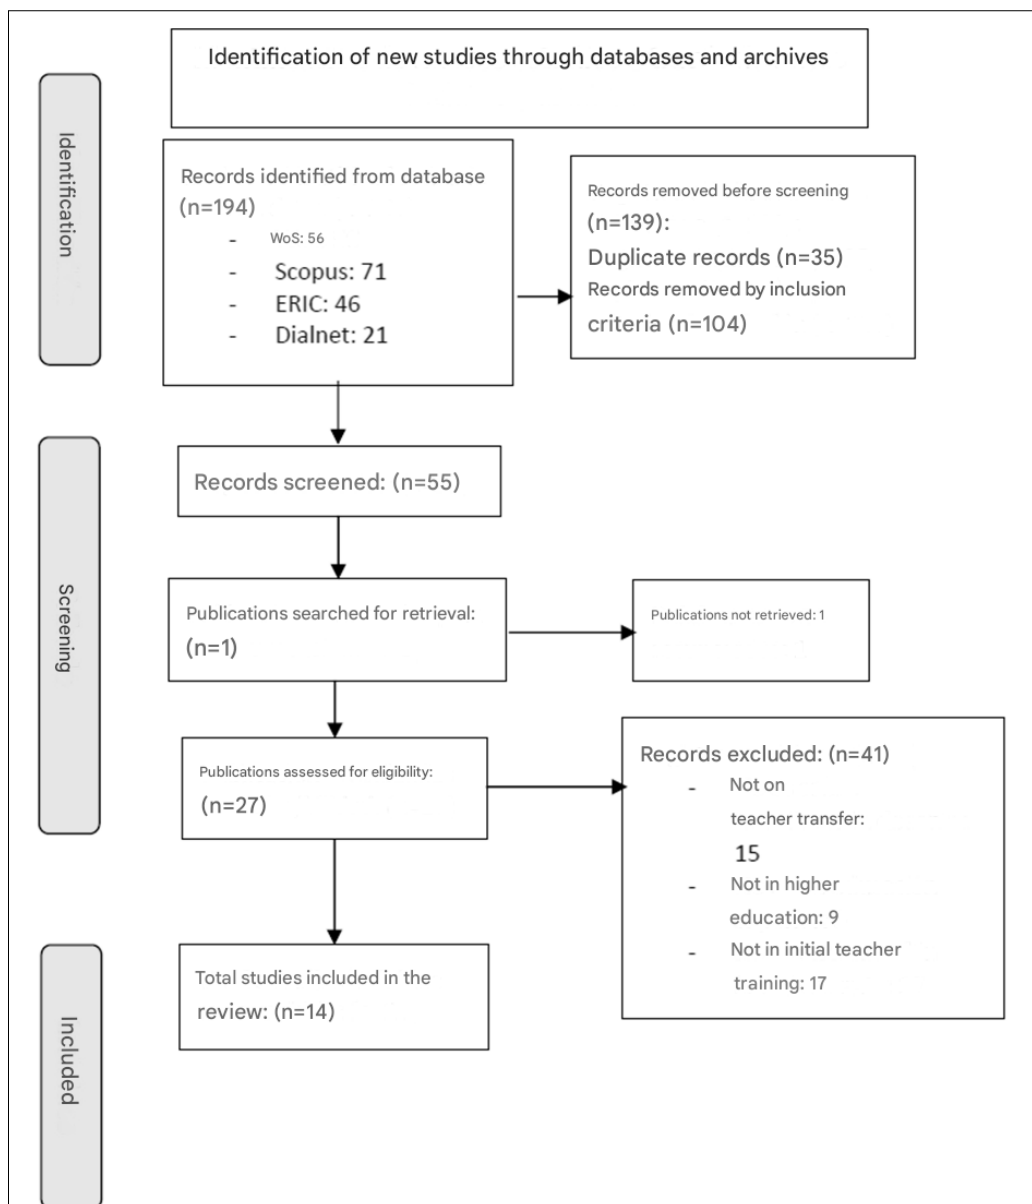 Identification of new studies through databases and archives
Identification
Records identified from database
(n=194)
- WoS: 56
- Scopus: 71
- ERIC: 46
- Dialnet: 21
Records removed before screening
(n=139):
Duplicate records (n=35)
Records removed by inclusion
criteria (n=104)
Screening
Records screened: (n=55)
Publications searched for retrieval:
(n=1)
Publications not retrieved: 1
Publications assessed for eligibility:
(n=27)
Records excluded: (n=41)
- Not on
teacher transfer:
15
- Not in higher
education: 9
- Not in initial teacher
training: 17
Included
Total studies included in the
review: (n=14)